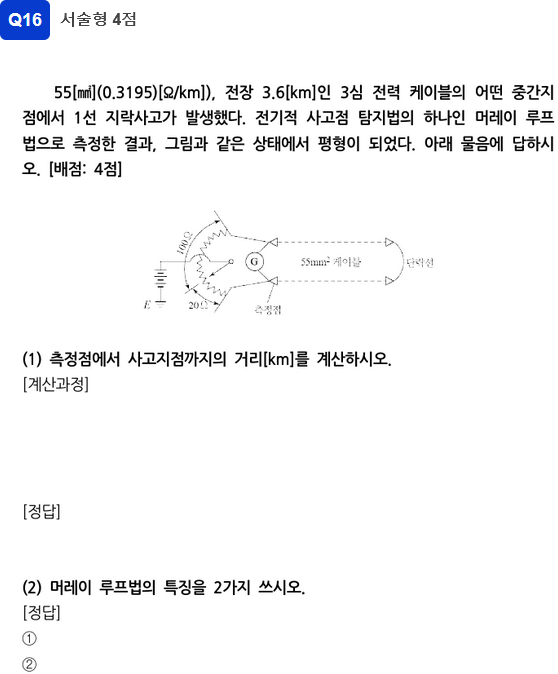 Q16 서술형 4점
55[㎟](0.3195)[Ω/km]), 전장 3.6[km]인 3심 전력 케이블의 어떤 중간지
점에서 1선 지락사고가 발생했다. 전기적 사고점 탐지법의 하나인 머레이 루프
법으로 측정한 결과, 그림과 같은 상태에서 평형이 되었다. 아래 물음에 답하시
오. [배점: 4점]
100Ω
G
55mm² 케이블
단락선
E
20Ω
측정점
(1) 측정점에서 사고지점까지의 거리[km]를 계산하시오.
[계산과정]
[정답]
(2) 머레이 루프법의 특징을 2가지 쓰시오.
[정답]
①
②